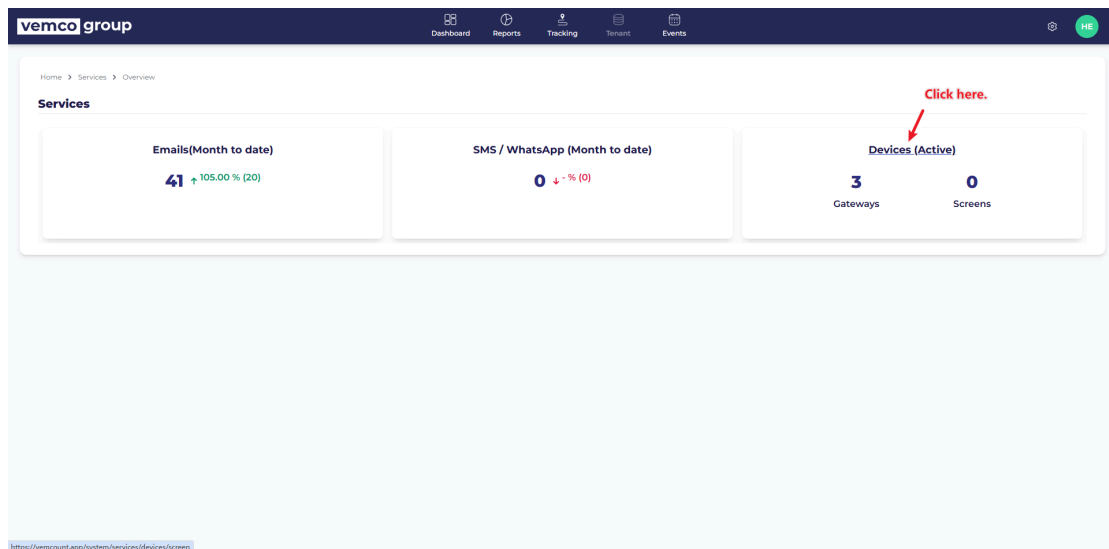 vemco group
Dashboard Reports Tracking Tenant Events
HE
Home > Services > Overview
Click here.
Services
Emails(Month to date)
41 ↑ 105.00 % (20)
SMS / WhatsApp (Month to date)
0 ↓ - % (0)
Devices (Active)
3 0
Gateways Screens
https://vemcount.app/system/services/devices/screen